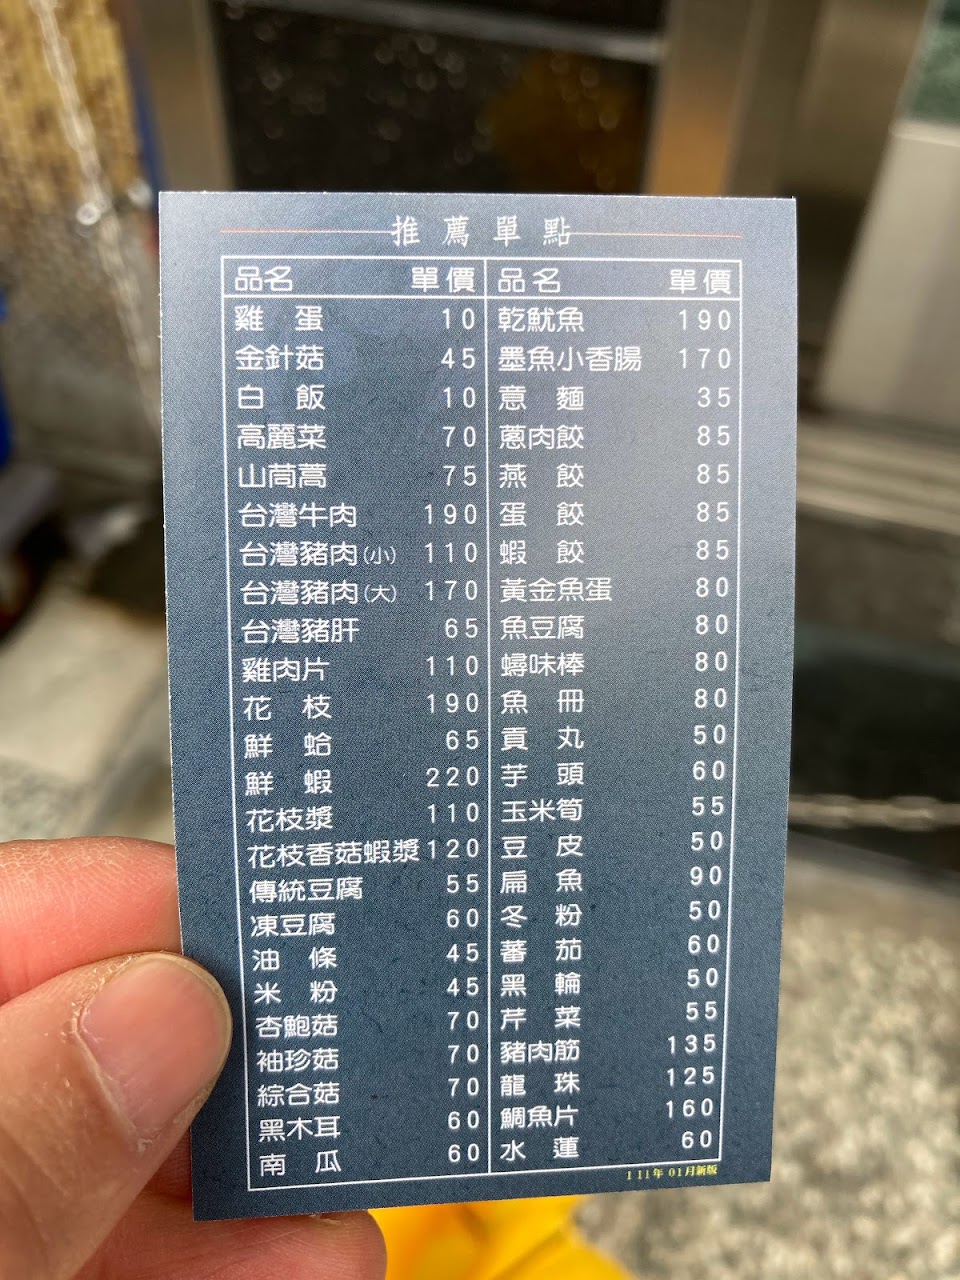 推薦單點
品名 單價
雞蛋 10
金針菇 45
白飯 10
高麗菜 70
山茼蒿 75
台灣牛肉 190
台灣豬肉(小) 110
台灣豬肉(大) 170
台灣豬肝 65
雞肉片 110
花枝 190
鮮蛤 65
鮮蝦 220
花枝漿 110
花枝香菇蝦漿 120
傳統豆腐 55
凍豆腐 60
油條 45
米粉 45
杏鮑菇 70
袖珍菇 70
綜合菇 70
黑木耳 60
南瓜 60
品名 單價
乾魷魚 190
墨魚小香腸 170
意麵 35
蔥肉餃 85
燕餃 85
蛋餃 85
蝦餃 85
黃金魚蛋 80
魚豆腐 80
蟳味棒 80
魚冊 80
貢丸 50
芋頭 60
玉米筍 55
豆皮 50
扁魚 90
冬粉 50
蕃茄 60
黑輪 50
芹菜 55
豬肉筋 135
龍珠 125
鯛魚片 160
水蓮 60
111年01月新版